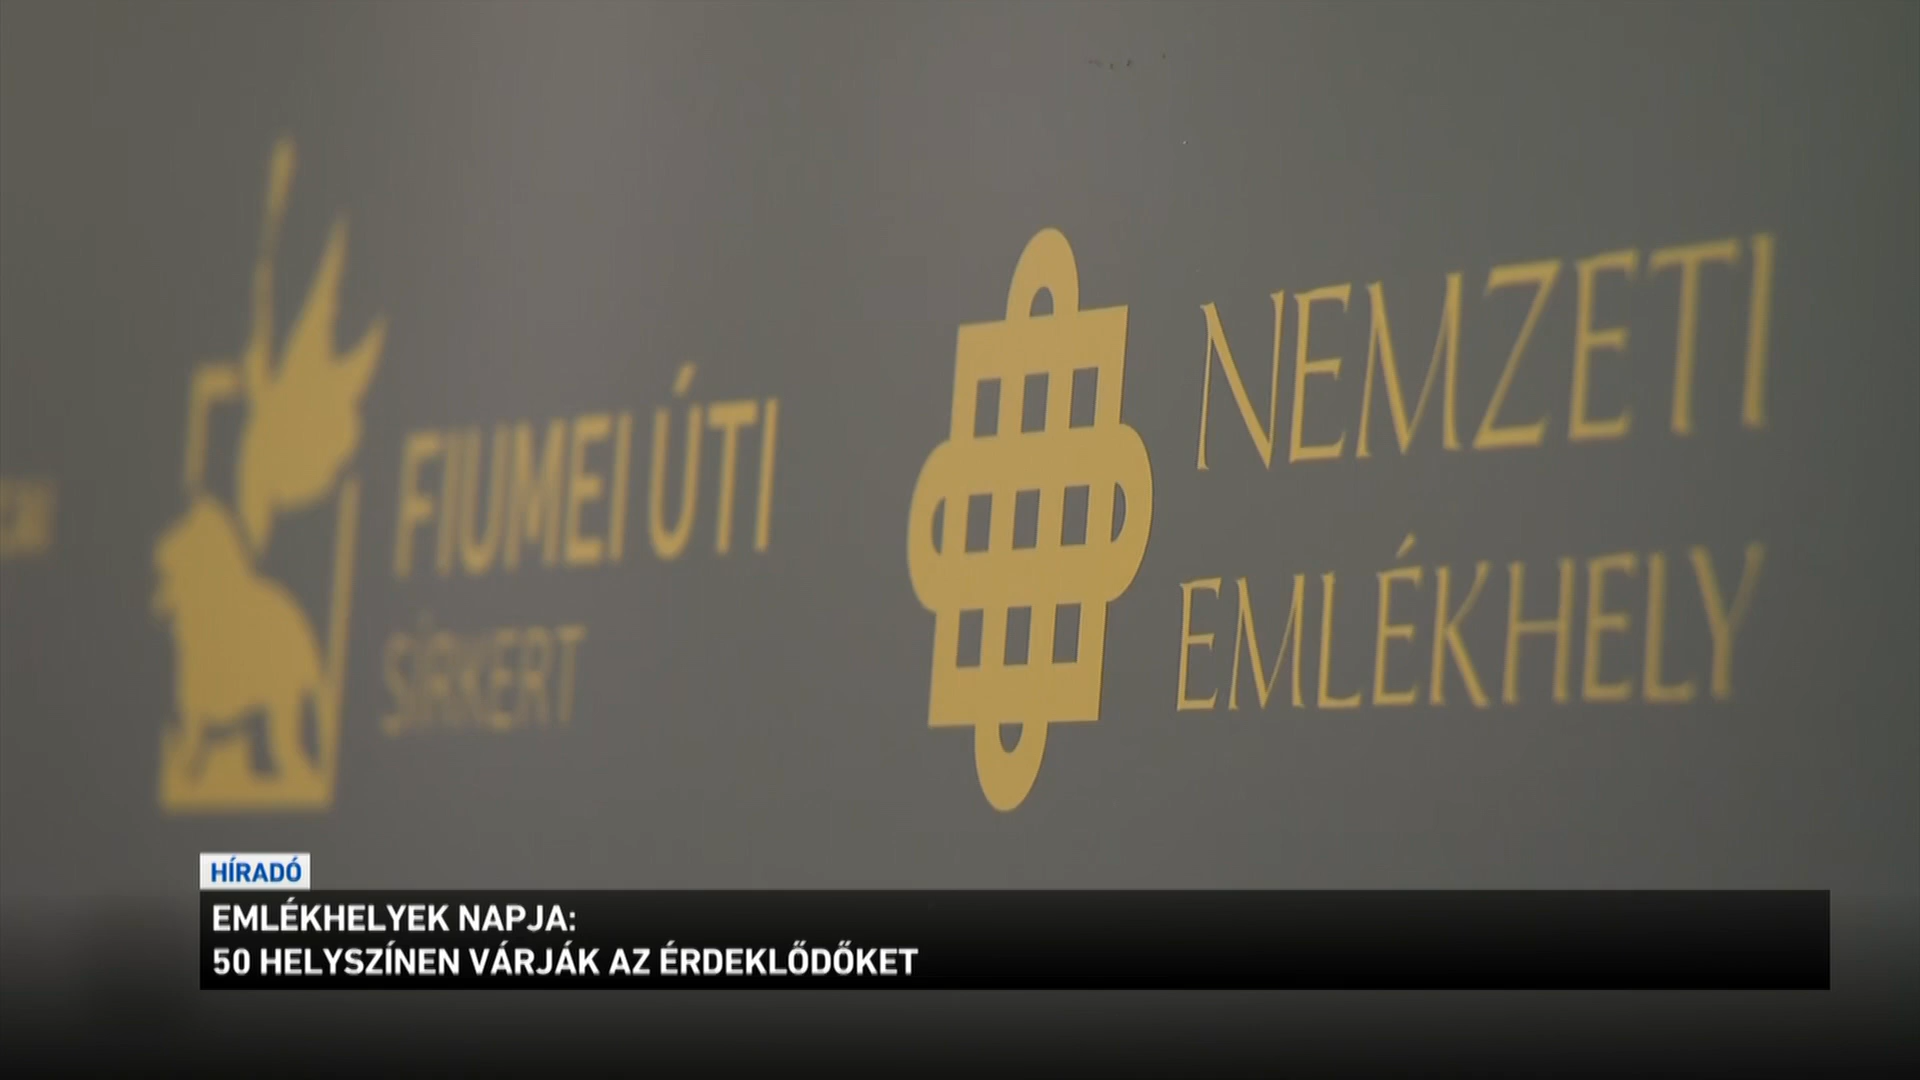 FIUMEI ÚTI
SÍRKERT
NEMZETI
EMLÉKHELY
HÍRADÓ
EMLÉKHELYEK NAPJA:
50 HELYSZÍNEN VÁRJÁK AZ ÉRDEKLŐDŐKET